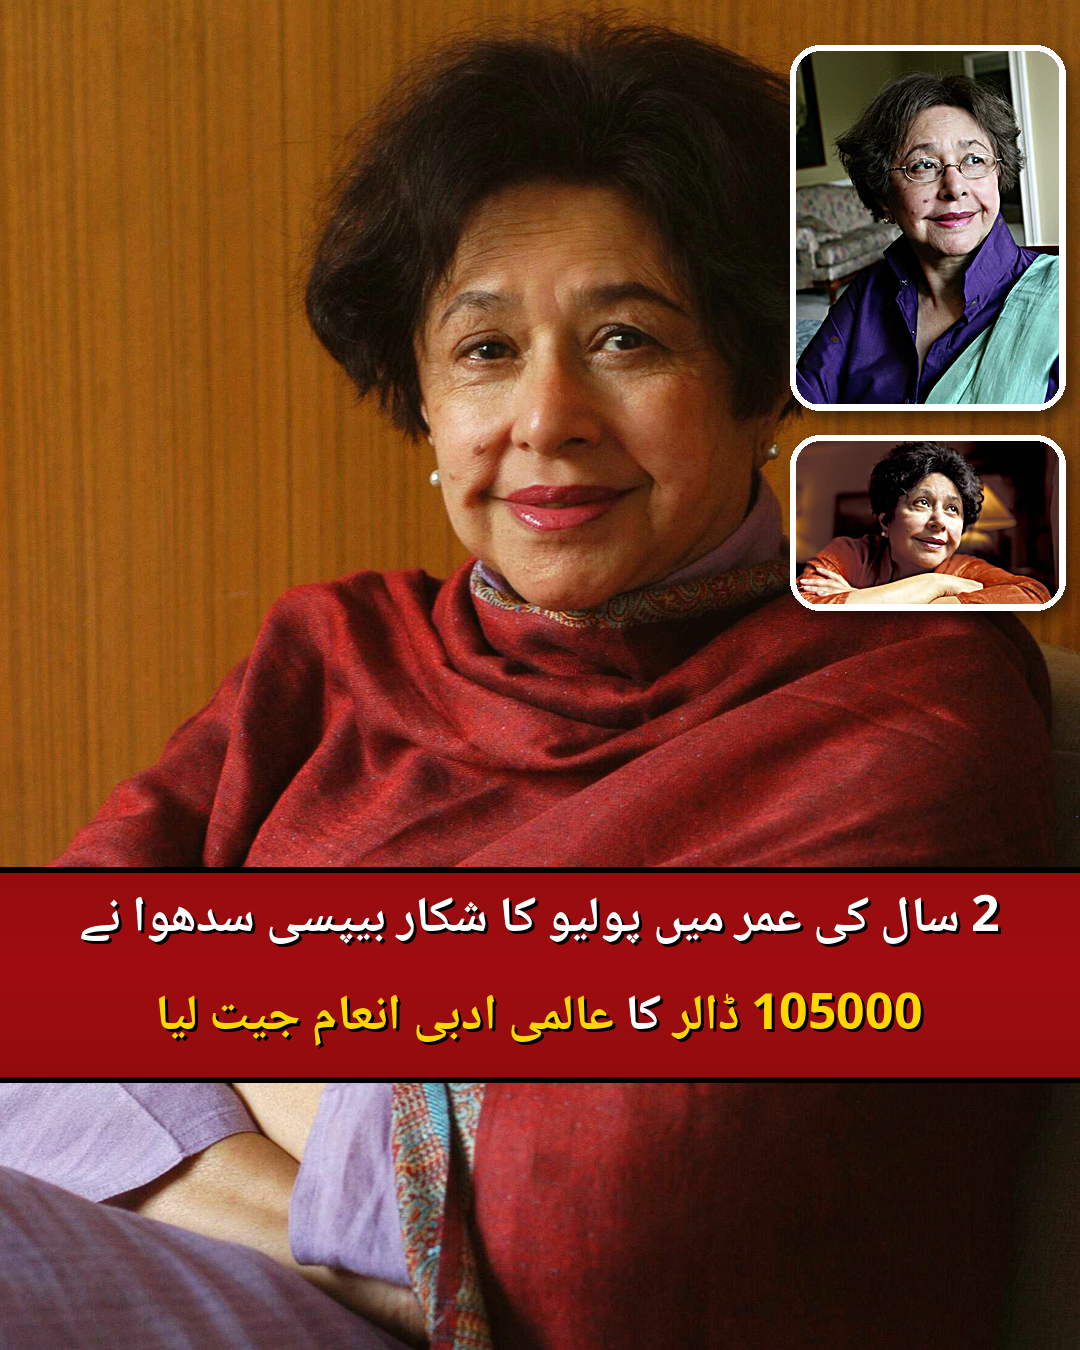 2 سال کی عمر میں پولیو کا شکار بیپسی سدھوا نے
105000 ڈالر کا عالمی ادبی انعام جیت لیا